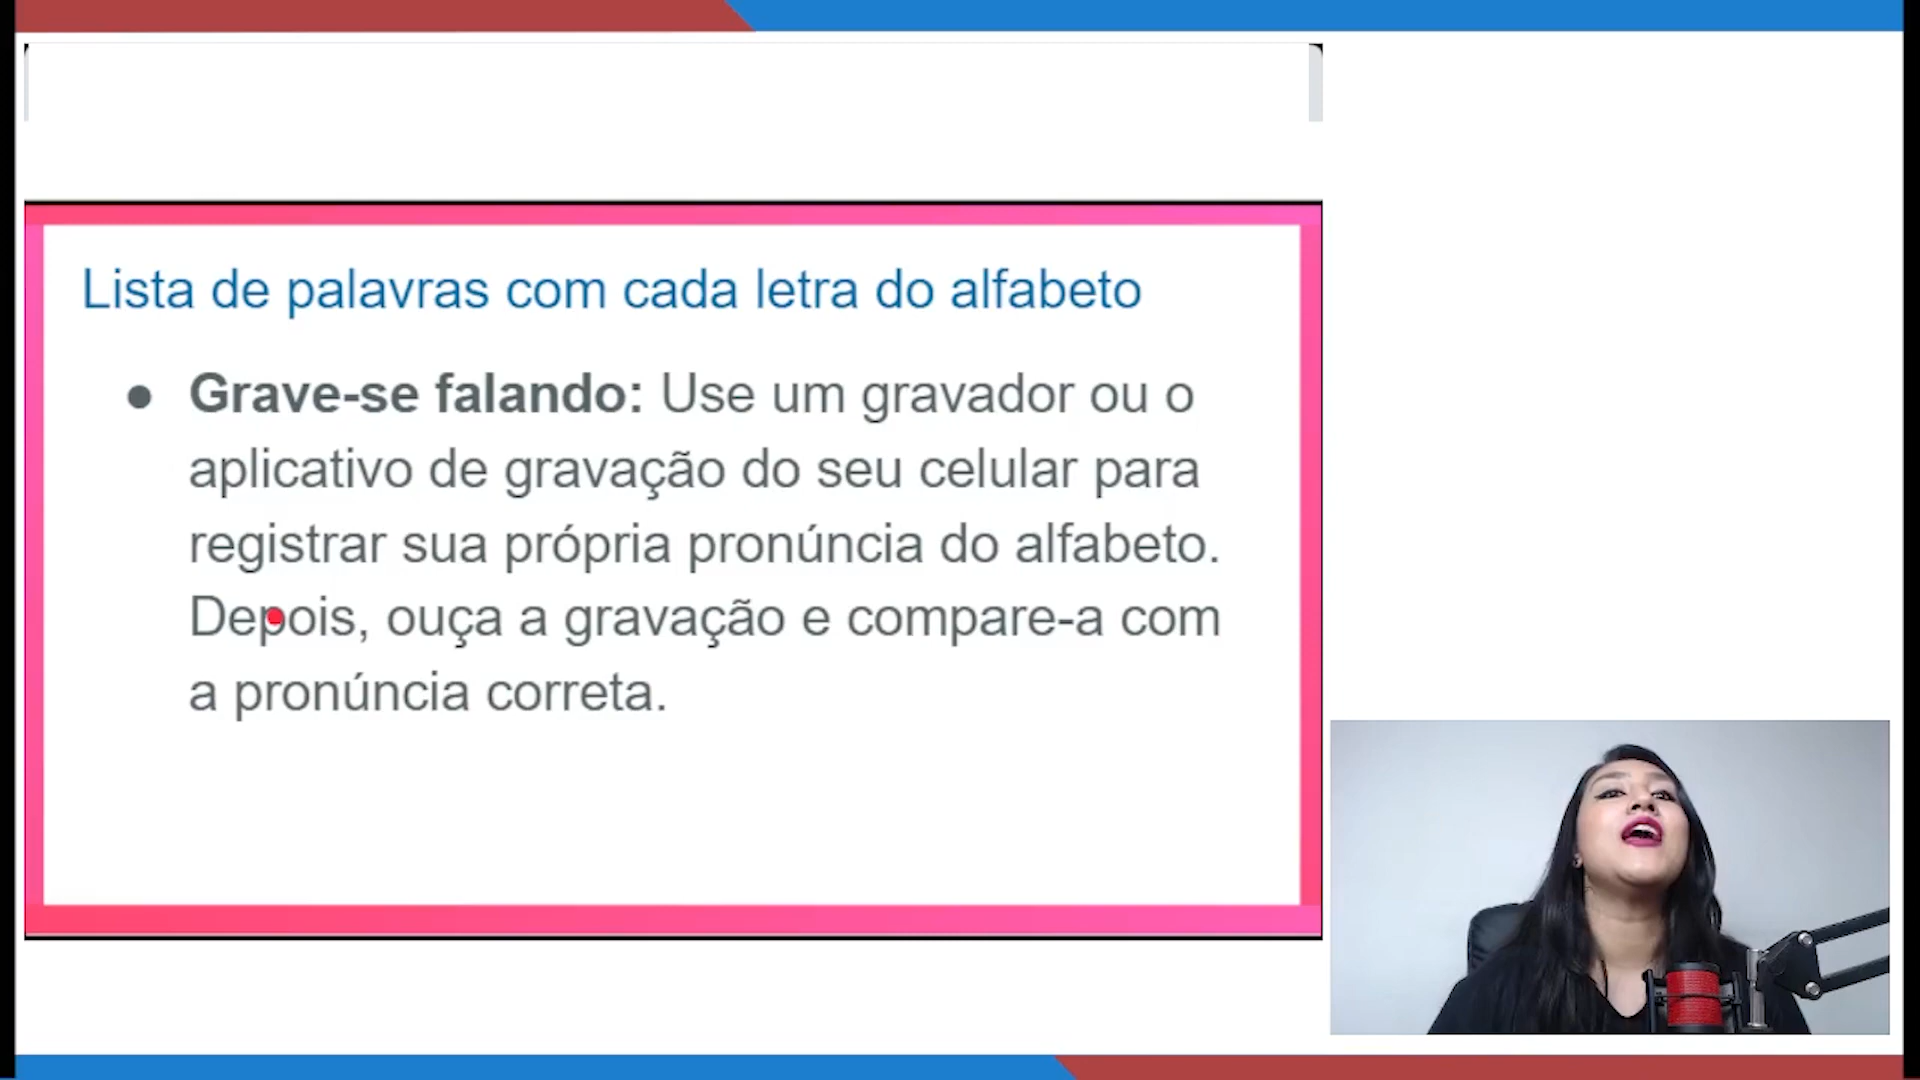 Lista de palavras com cada letra do alfabeto
● Grave-se falando: Use um gravador ou o
aplicativo de gravação do seu celular para
registrar sua própria pronúncia do alfabeto.
Depois, ouça a gravação e compare-a com
a pronúncia correta.